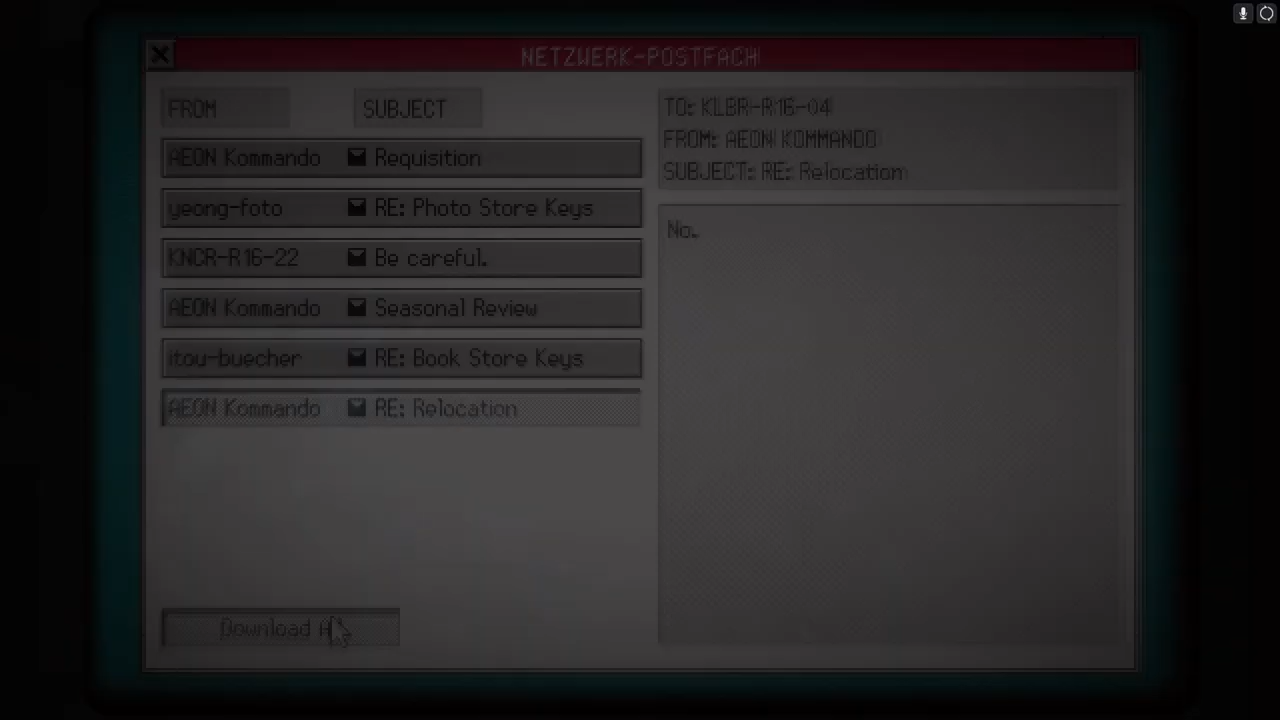 NETZWERK-POSTFACH
FROM SUBJECT
AEON Kommando Requisition
yeong-foto RE: Photo Store Keys
KNCR-R16-22 Be careful.
AEON Kommando Seasonal Review
itou-buecher RE: Book Store Keys
AEON Kommando RE: Relocation
Download
TO: KLBR-R16-04
FROM: AEON KOMMANDO
SUBJECT: RE: Relocation
No.